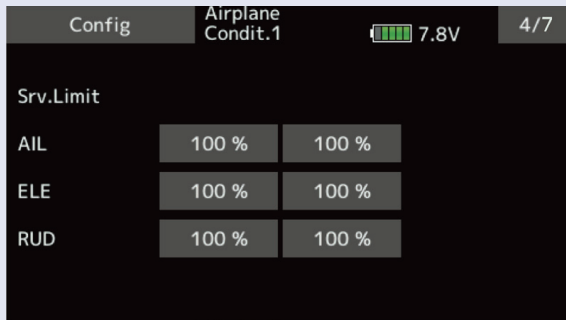 Config Airplane
Condit.1 7.8V 4/7
Srv.Limit
AIL 100 % 100 %
ELE 100 % 100 %
RUD 100 % 100 %